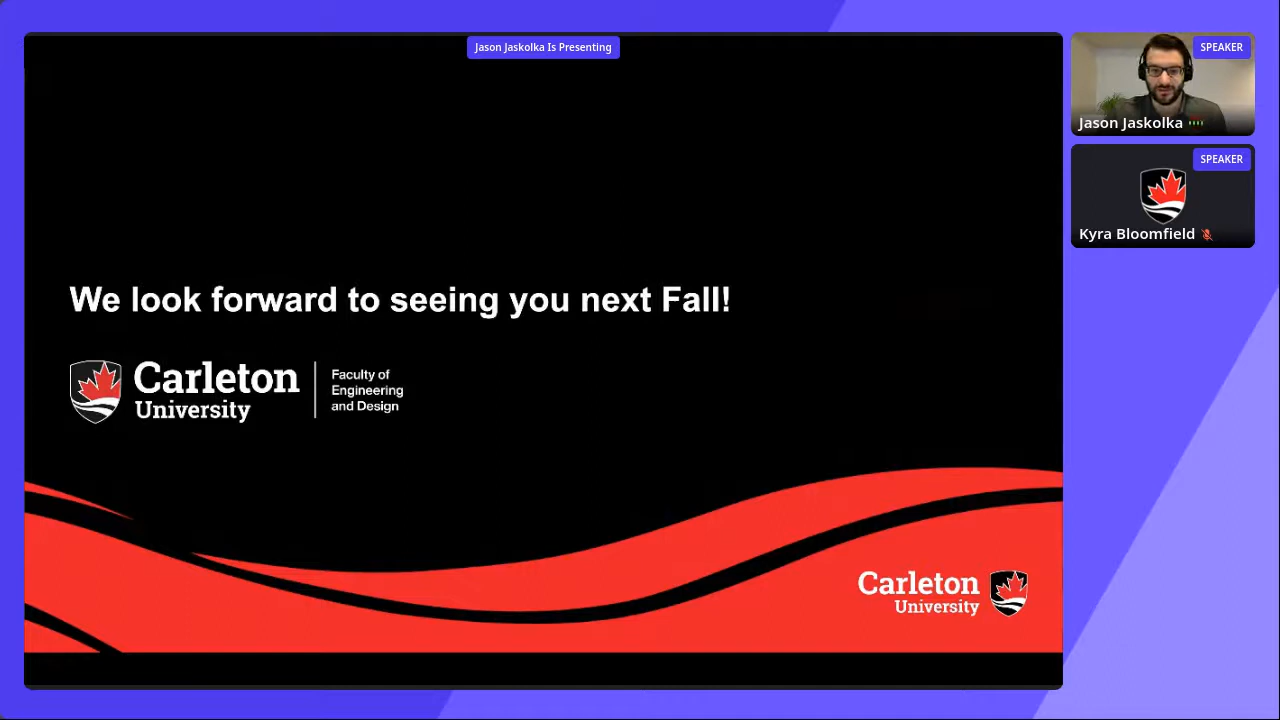 Jason Jaskolka Is Presenting
SPEAKER
Jason Jaskolka
SPEAKER
Kyra Bloomfield
We look forward to seeing you next Fall!
Carleton
University
Faculty of
Engineering
and Design
Carleton
University